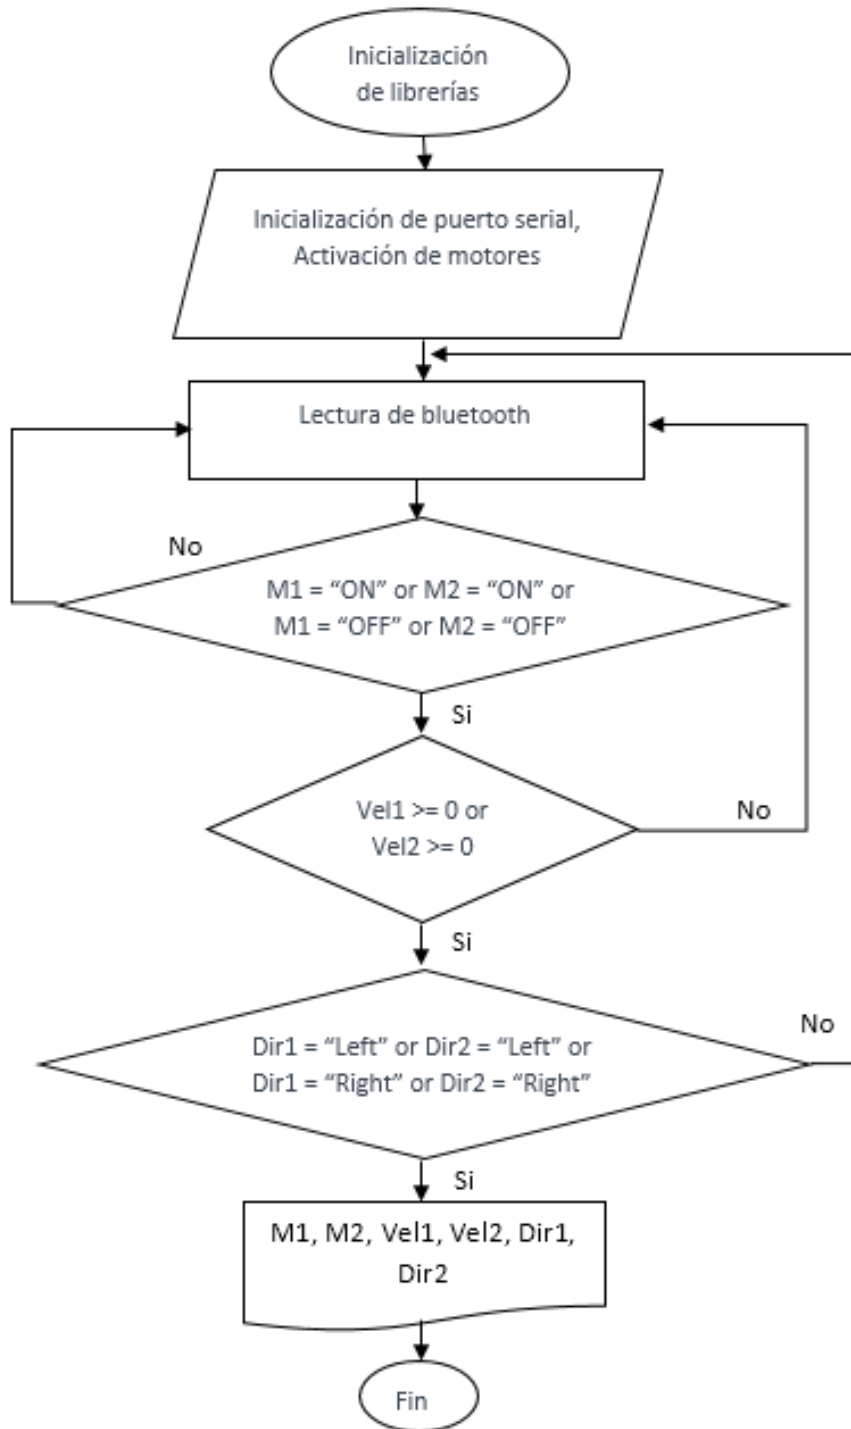 Inicialización
de librerías
Inicialización de puerto serial,
Activación de motores
Lectura de bluetooth
No
M1 = “ON” or M2 = “ON” or
M1 = “OFF” or M2 = “OFF”
Si
Vel1 >= 0 or
Vel2 >= 0
No
Si
Dir1 = “Left” or Dir2 = “Left” or
Dir1 = “Right” or Dir2 = “Right”
No
Si
M1, M2, Vel1, Vel2, Dir1,
Dir2
Fin